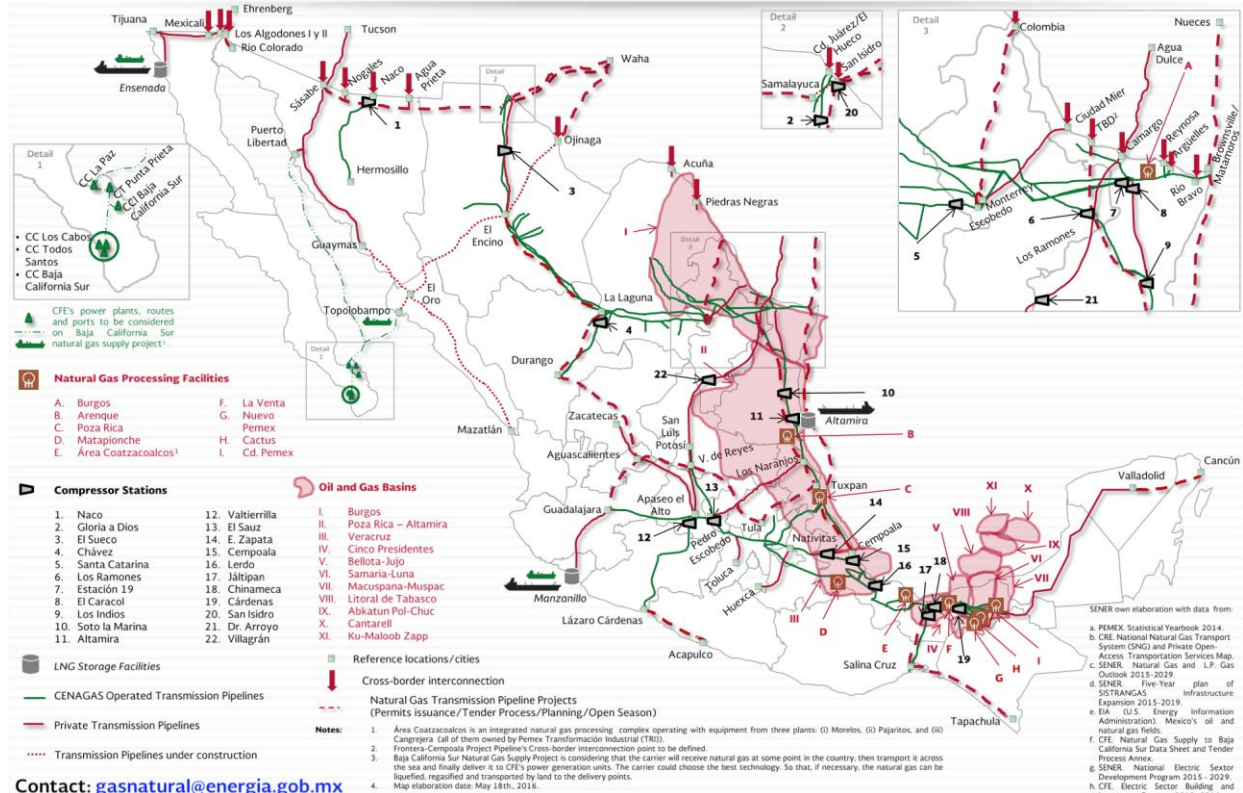 Ehrenberg
Tijuana
Mexicali
Los Algodones I y II
Rio Colorado
Tucson
Ensenada
Sásabe
Nogales
Naco
Agua Prieta
1
Detail 2
Waha
Puerto Libertad
Hermosillo
Ojinaga
3
Detail 2
Cd. Juárez/El Hueco
San Isidro
Samalayuca
2
20
Detail 3
Colombia
Nueces
Agua Dulce
A
Ciudad Mier
TBD²
Camargo
Reynosa
Arguelles
Brownsville/
Matamoros
Río Bravo
Monterrey
Escobedo
5
6
7
8
Los Ramones
9
21
Detail 1
CC La Paz
CT Punta Prieta
CCI Baja California Sur
• CC Los Cabos
• CC Todos Santos
• CC Baja California Sur
CFE's power plants, routes
and ports to be considered
on Baja California Sur
natural gas supply project³.
Acuña
Piedras Negras
I
Detail 3
Guaymas
El Encino
El Oro
Topolobampo
La Laguna
4
Detail 1
Durango
II
22
10
11
Altamira
B
Mazatlán
Zacatecas
San Luis Potosí
Aguascalientes
V. de Reyes
Los Naranjos
Tuxpan
C
13
14
Guadalajara
Apaseo el Alto
12
Pedro Escobedo
Tula
Nativitas
Cempoala
15
16
17
18
Toluca
Huexca
Manzanillo
III
D
E
IV
F
19
G
H
I
V
VIII
XI
X
IX
VI
VII
Valladolid
Cancún
Lázaro Cárdenas
Acapulco
Salina Cruz
Tapachula
Natural Gas Processing Facilities
A. Burgos
B. Arenque
C. Poza Rica
D. Matapionche
E. Área Coatzacoalcos¹
F. La Venta
G. Nuevo
Pemex
H. Cactus
I. Cd. Pemex
Compressor Stations
1. Naco
2. Gloria a Dios
3. El Sueco
4. Chávez
5. Santa Catarina
6. Los Ramones
7. Estación 19
8. El Caracol
9. Los Indios
10. Soto la Marina
11. Altamira
12. Valtierrilla
13. El Sauz
14. E. Zapata
15. Cempoala
16. Lerdo
17. Jáltipan
18. Chinameca
19. Cárdenas
20. San Isidro
21. Dr. Arroyo
22. Villagrán
Oil and Gas Basins
I. Burgos
II. Poza Rica – Altamira
III. Veracruz
IV. Cinco Presidentes
V. Bellota-Jujo
VI. Samaria-Luna
VII. Macuspana-Muspac
VIII. Litoral de Tabasco
IX. Abkatun Pol-Chuc
X. Cantarell
XI. Ku-Maloob Zapp
LNG Storage Facilities
CENAGAS Operated Transmission Pipelines
Private Transmission Pipelines
Transmission Pipelines under construction
Reference locations/cities
Cross-border interconnection
Natural Gas Transmission Pipeline Projects
(Permits issuance/Tender Process/Planning/Open Season)
Notes:
1. Área Coatzacoalcos is an integrated natural gas processing complex operating with equipment from three plants: (i) Morelos, (ii) Pajaritos, and (iii)
Cangrejera (all of them owned by Pemex Transformación Industrial (TRI)).
2. Frontera-Cempoala Project Pipeline's Cross-border interconnection point to be defined.
3. Baja California Sur Natural Gas Supply Project is considering that the carrier will receive natural gas at some point in the country, then transport it across
the sea and finally deliver it to CFE's power generation units. The carrier could choose the best technology. So that, if necessary, the natural gas can be
liquefied, regasified and transported by land to the delivery points.
4. Map elaboration date: May 18th., 2016.
SENER own elaboration with data from:
a. PEMEX. Statistical Yearbook 2014.
b. CRE. National Natural Gas Transport
System (SNG) and Private Open-
Access Transportation Services Map.
c. SENER. Natural Gas and L.P. Gas
Outlook 2015-2029.
d. SENER. Five-Year plan of
SISTRANGAS Infrastructure
Expansion 2015-2019.
e. EIA (U.S. Energy Information
Administration). Mexico's oil and
natural gas fields.
f. CFE. Natural Gas Supply to Baja
California Sur Data Sheet and Tender
Process Annex.
g. SENER. National Electric Sextor
Development Program 2015 - 2029.
h. CFE. Electric Sector Building and
Contact: gasnatural@energia.gob.mx